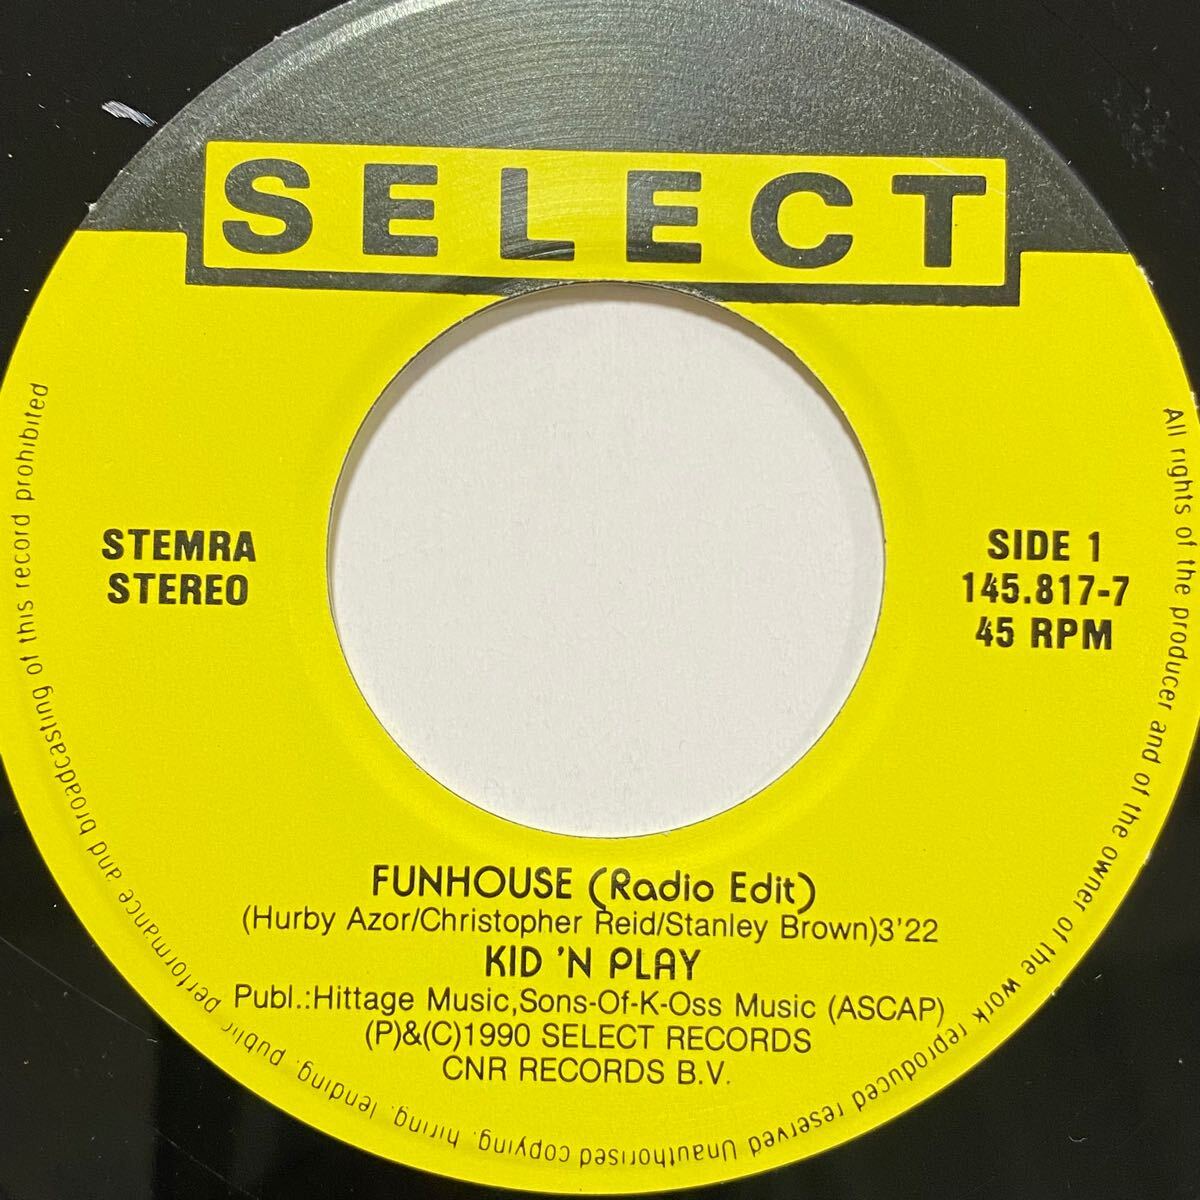 SELECT
STEMRA
STEREO
SIDE 1
145.817-7
45 RPM
FUNHOUSE (Radio Edit)
(Hurby Azor/Christopher Reid/Stanley Brown)3'22
KID 'N PLAY
Publ.:Hittage Music,Sons-Of-K-Oss Music (ASCAP)
(P)&(C)1990 SELECT RECORDS
CNR RECORDS B.V.
All rights of the producer and of the owner of the work reproduced reserved Unauthorised copying, hiring, lending, public performance and broadcasting of this record prohibited